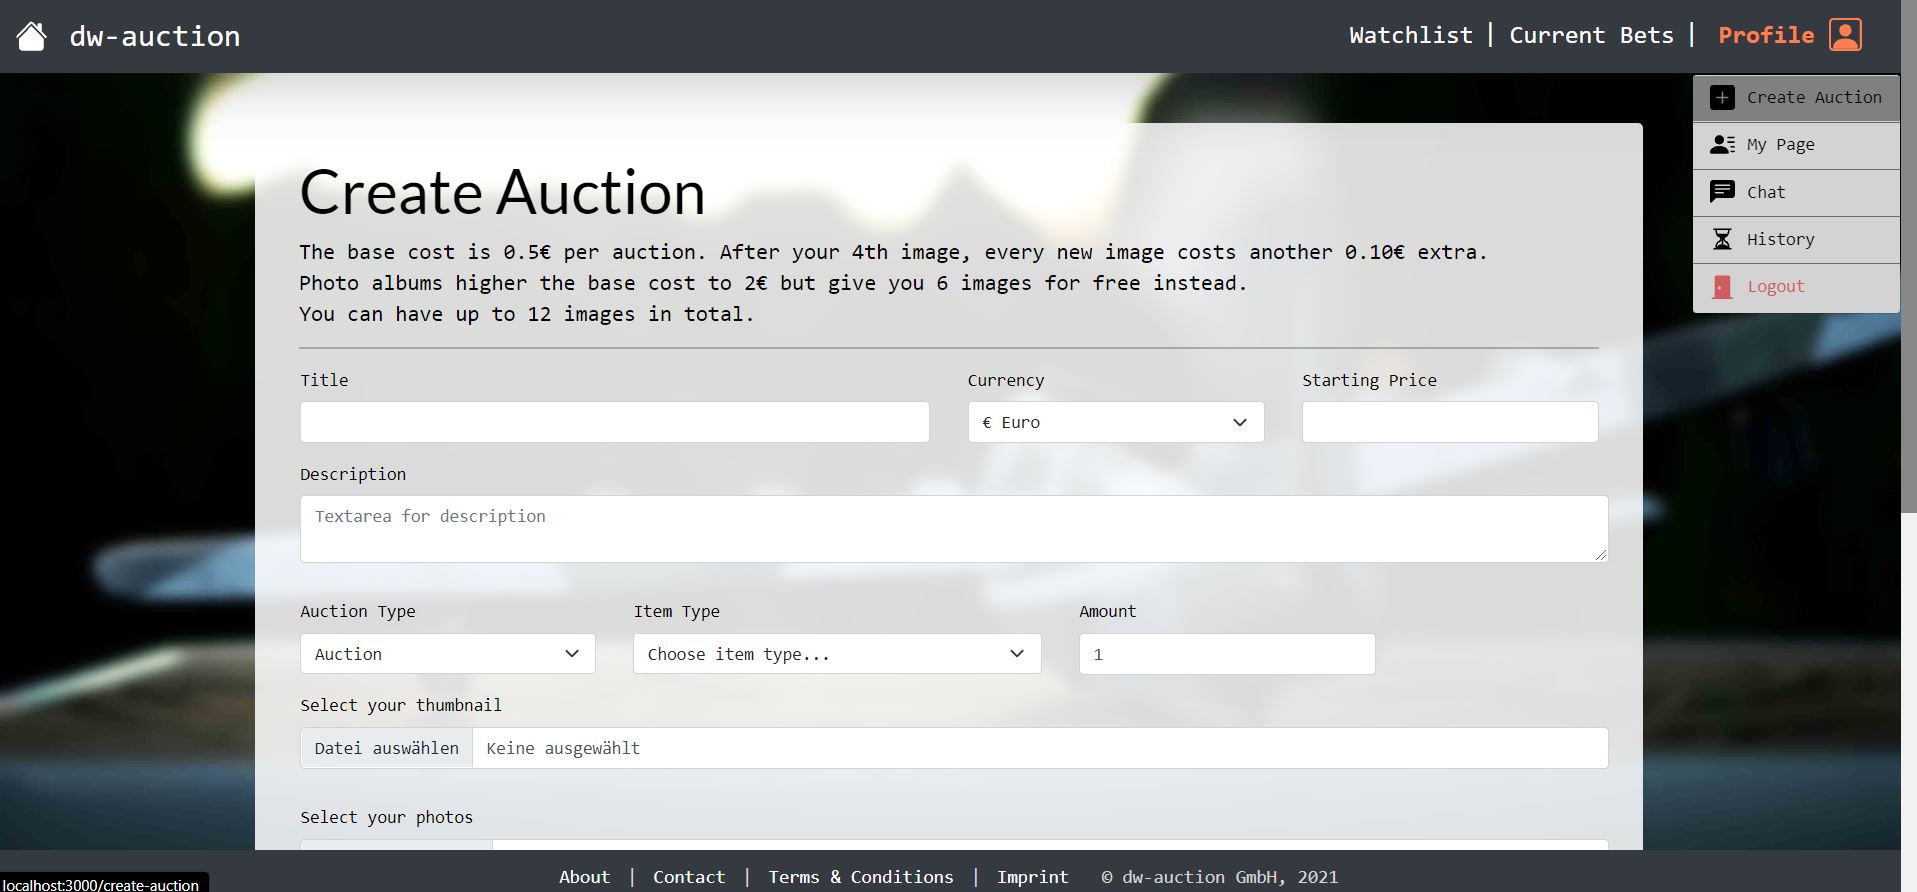 dw-auction
Watchlist | Current Bets | Profile
Create Auction
My Page
Chat
History
Logout
Create Auction
The base cost is 0.5€ per auction. After your 4th image, every new image costs another 0.10€ extra.
Photo albums higher the base cost to 2€ but give you 6 images for free instead.
You can have up to 12 images in total.
Title
Currency
Starting Price
€ Euro
Description
Textarea for description
Auction Type
Item Type
Amount
Auction
Choose item type...
1
Select your thumbnail
Datei auswählen
Keine ausgewählt
Select your photos
About | Contact | Terms & Conditions | Imprint © dw-auction GmbH, 2021
localhost:3000/create-auction